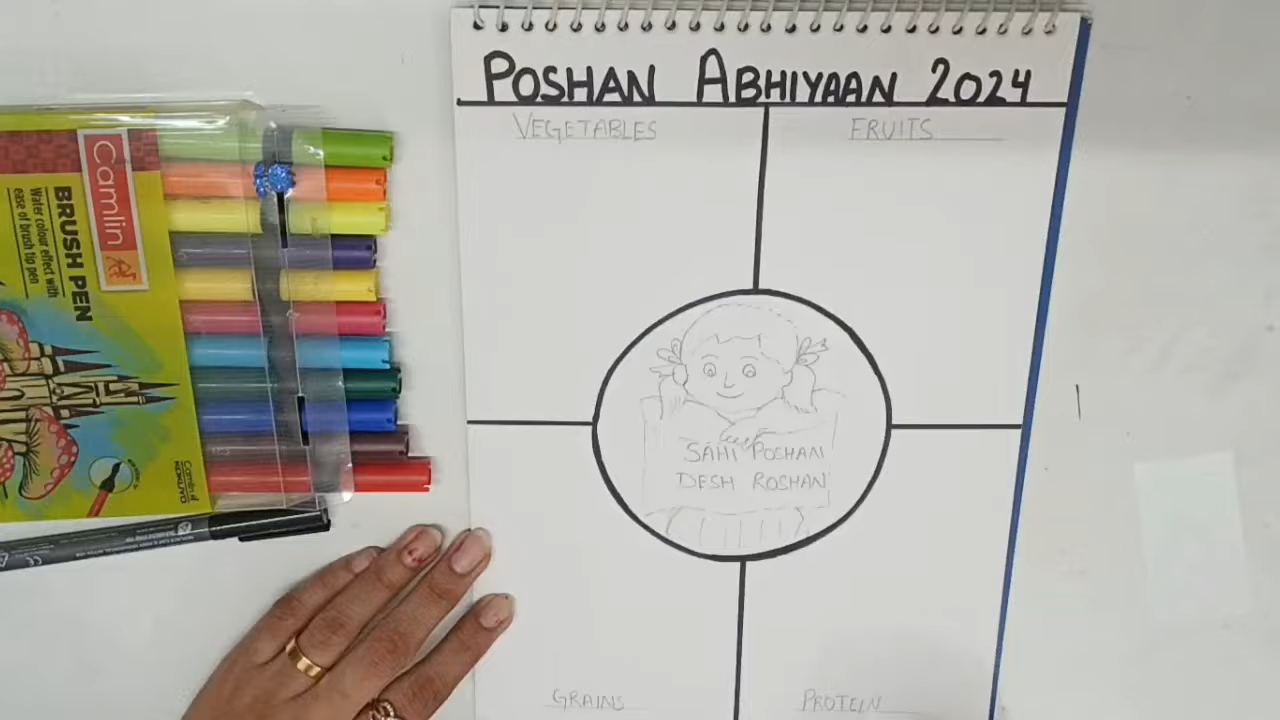 POSHAN ABHIYAAN 2024
VEGETABLES
FRUITS
SAHI POSHAN
DESH ROSHAN
GRAINS
PROTEIN
Camlin
BRUSH PEN
Water colour effect with
ease of brush tip pen
KOKUYO